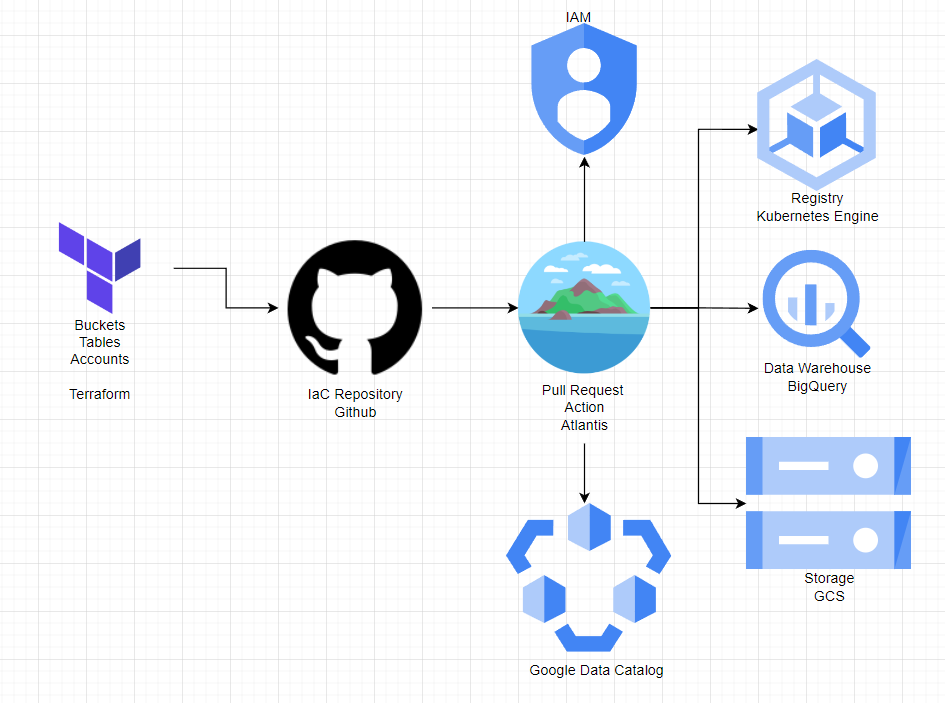 IAM
Registry
Kubernetes Engine
Buckets
Tables
Accounts
Terraform
IaC Repository
Github
Pull Request
Action
Atlantis
Data Warehouse
BigQuery
Storage
GCS
Google Data Catalog